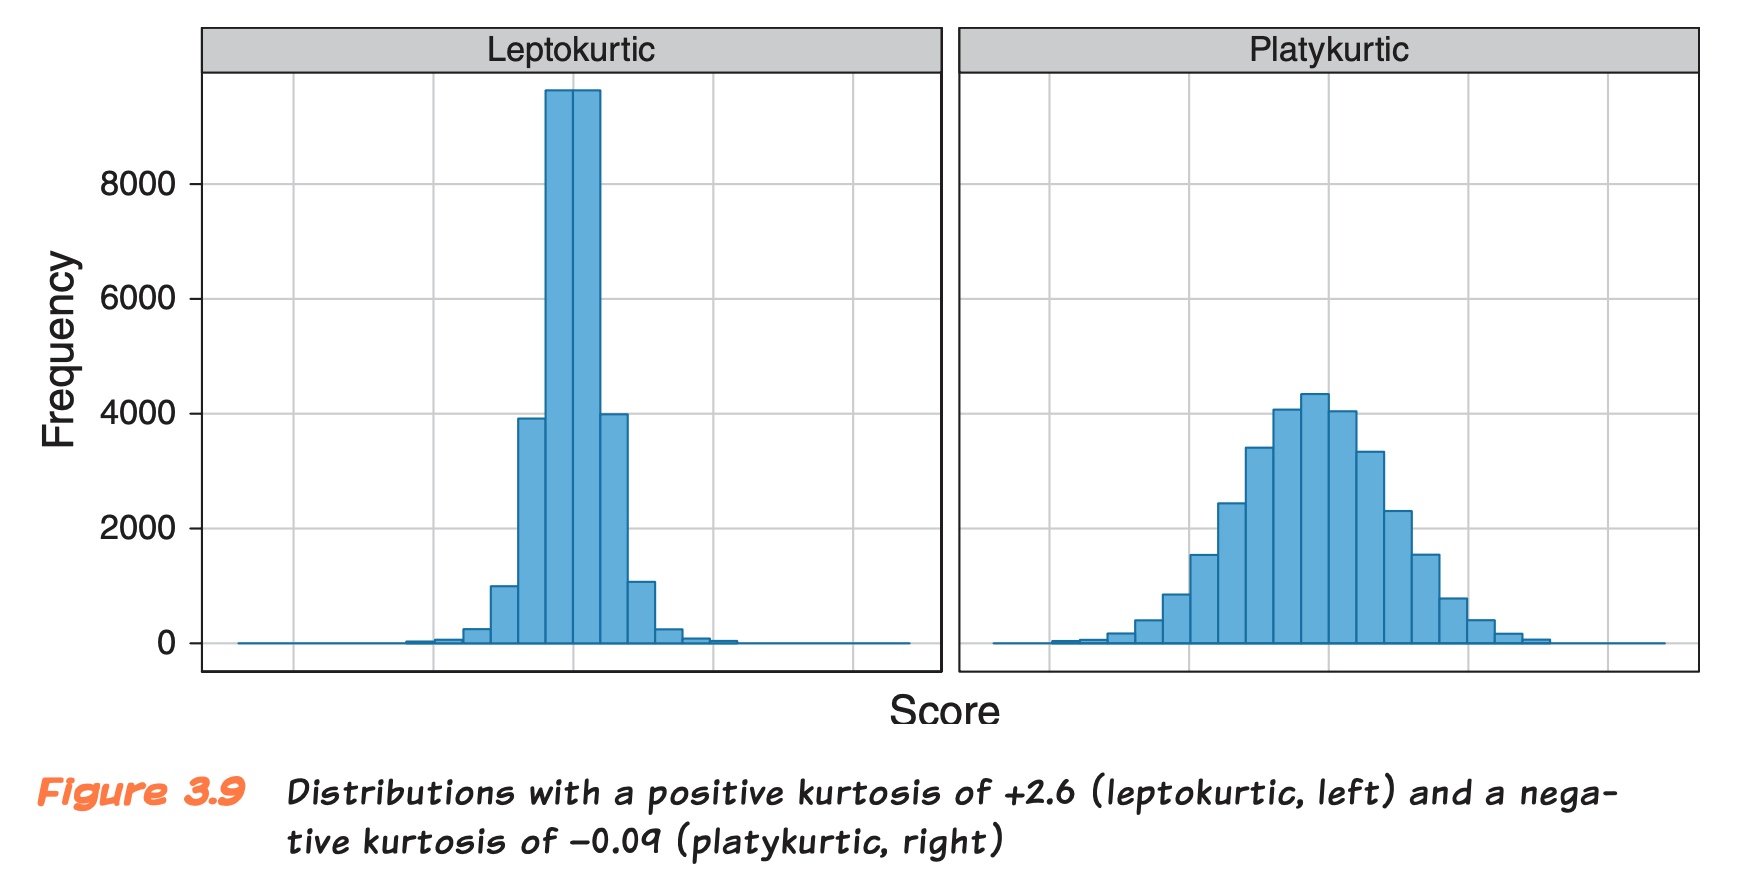 Leptokurtic
Platykurtic
Frequency
8000
6000
4000
2000
0
Score
Figure 3.9 Distributions with a positive kurtosis of +2.6 (leptokurtic, left) and a nega-
tive kurtosis of −0.09 (platykurtic, right)